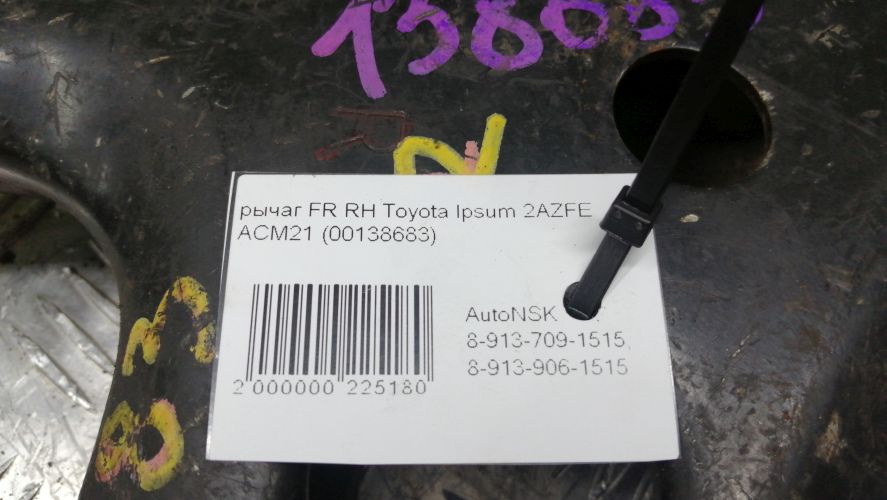 рычаг FR RH Toyota Ipsum 2AZFE
ACM21 (00138683)
AutoNSK
8-913-709-1515,
8-913-906-1515
2 000000 225180
83